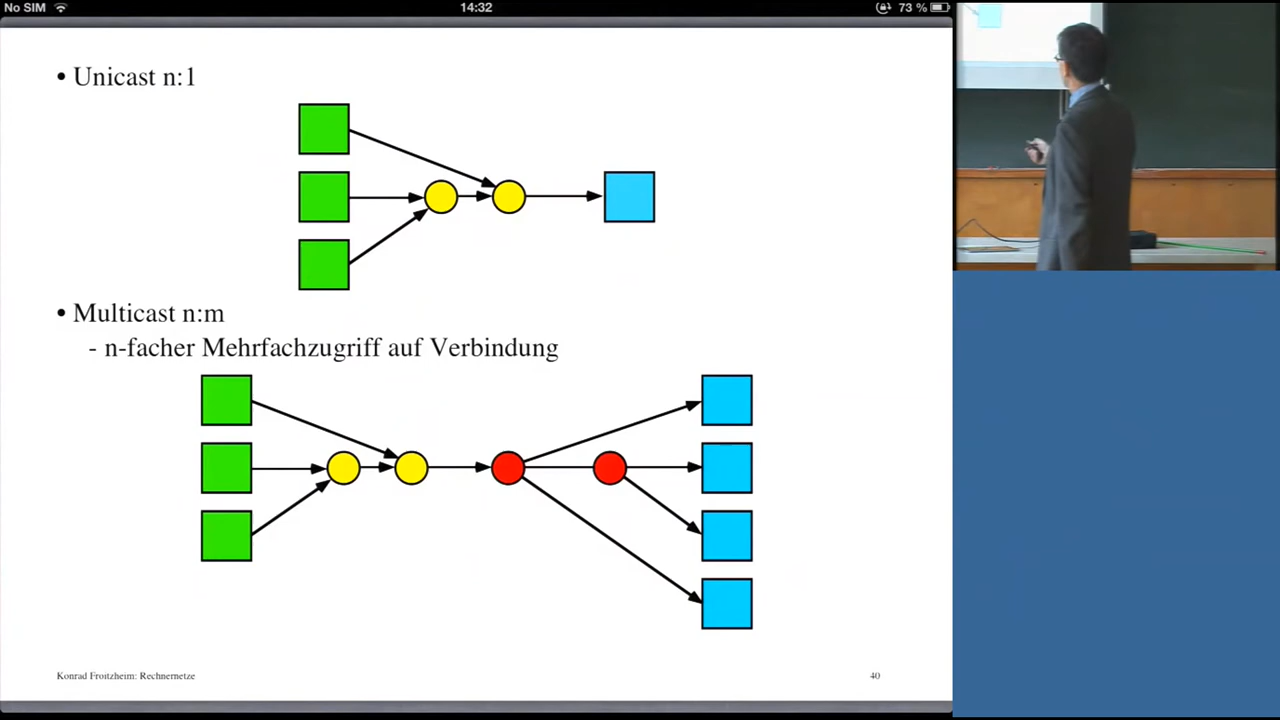 No SIM 14:32 73 %
• Unicast n:1
• Multicast n:m
- n-facher Mehrfachzugriff auf Verbindung
Konrad Froitzheim: Rechnernetze 40